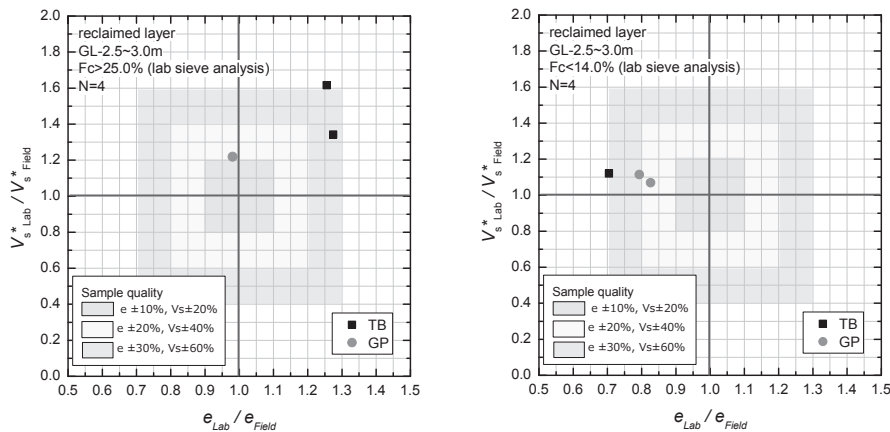 reclaimed layer
GL-2.5~3.0m
Fc>25.0% (lab sieve analysis)
N=4
2.0
1.8
1.6
1.4
1.2
1.0
0.8
0.6
0.4
0.2
0.0
V*s Lab / V*s Field
Sample quality
e ±10%, Vs±20%
e ±20%, Vs±40%
e ±30%, Vs±60%
TB
GP
0.5 0.6 0.7 0.8 0.9 1.0 1.1 1.2 1.3 1.4 1.5
eLab / eField
reclaimed layer
GL-2.5~3.0m
Fc<14.0% (lab sieve analysis)
N=4
2.0
1.8
1.6
1.4
1.2
1.0
0.8
0.6
0.4
0.2
0.0
V*s Lab / V*s Field
Sample quality
e ±10%, Vs±20%
e ±20%, Vs±40%
e ±30%, Vs±60%
TB
GP
0.5 0.6 0.7 0.8 0.9 1.0 1.1 1.2 1.3 1.4 1.5
eLab / eField